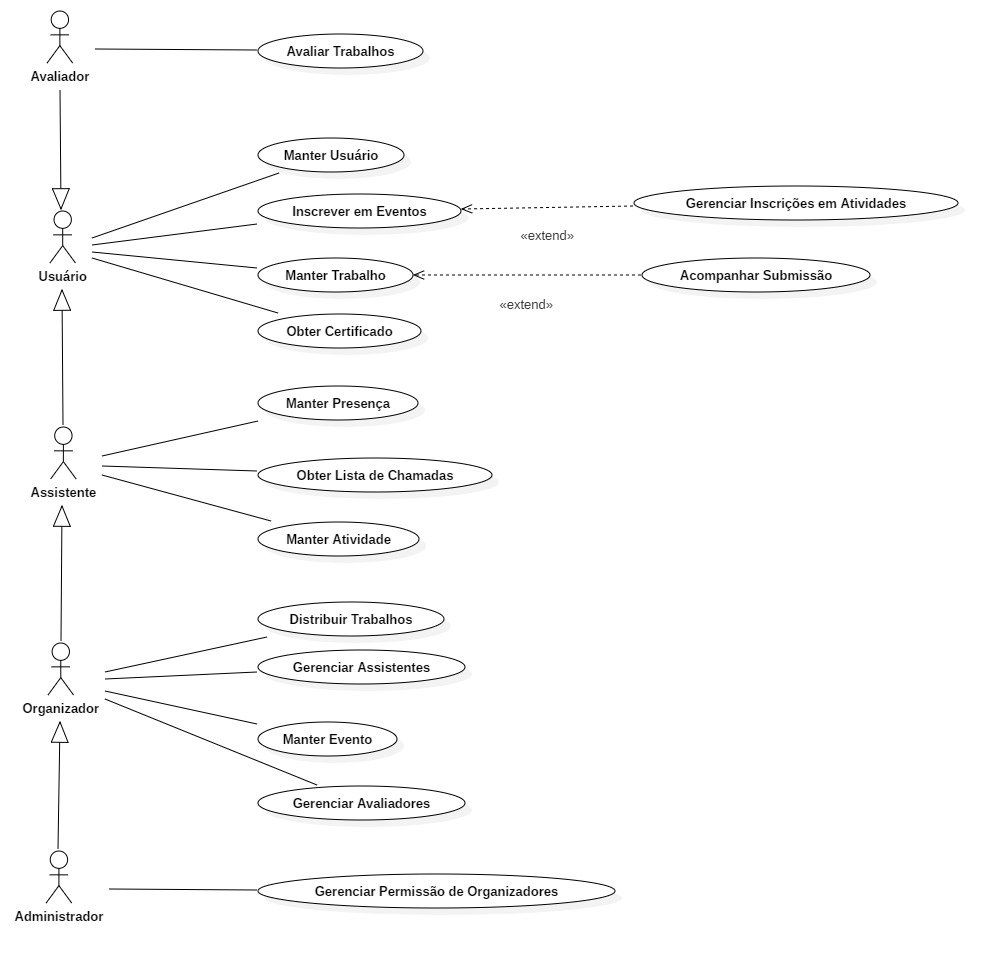 Avaliador
Avaliar Trabalhos
Manter Usuário
Inscrever em Eventos
Gerenciar Inscrições em Atividades
«extend»
Usuário
Manter Trabalho
Acompanhar Submissão
«extend»
Obter Certificado
Manter Presença
Assistente
Obter Lista de Chamadas
Manter Atividade
Distribuir Trabalhos
Gerenciar Assistentes
Organizador
Manter Evento
Gerenciar Avaliadores
Gerenciar Permissão de Organizadores
Administrador